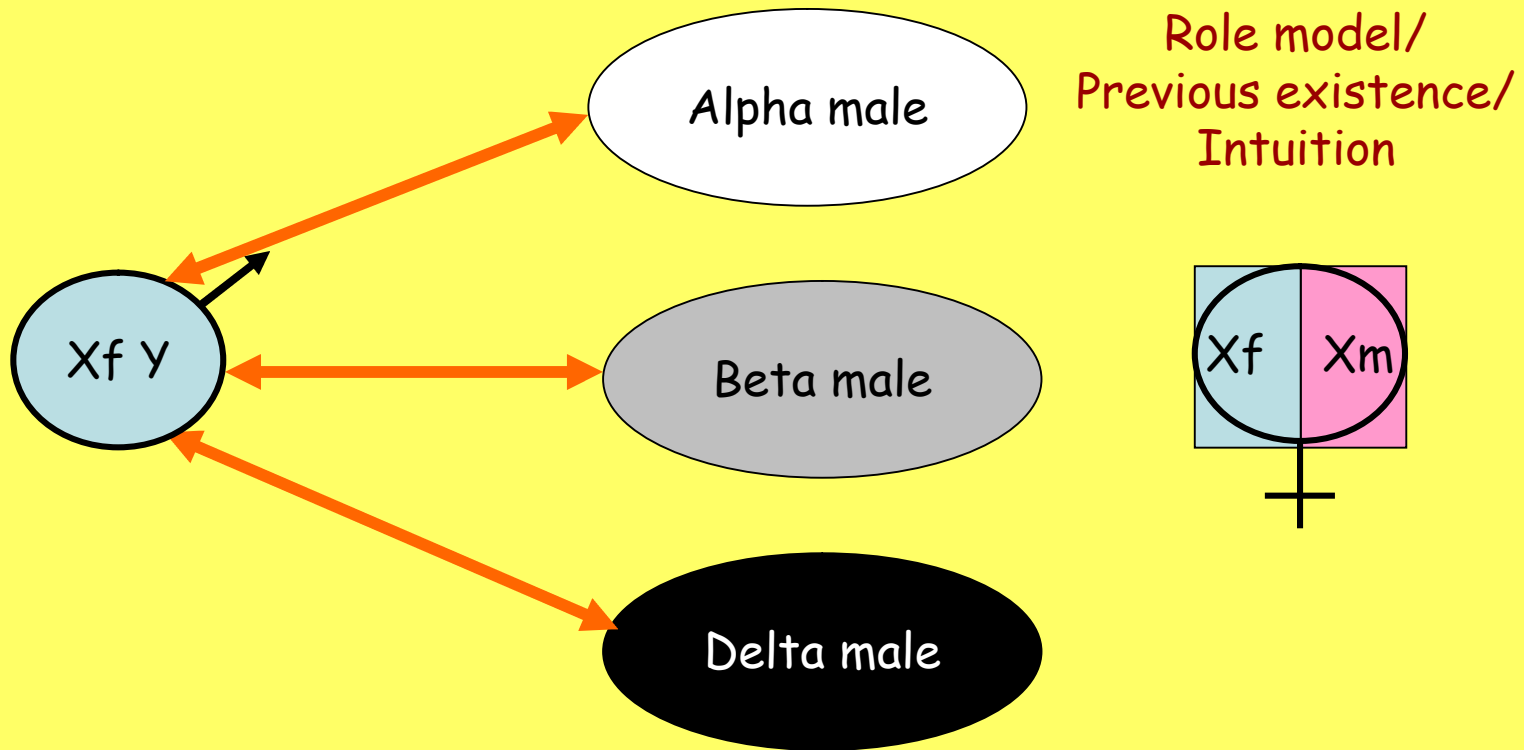 Role model/
Previous existence/
Intuition
Alpha male
Xf Y
Beta male
Xf Xm
Delta male